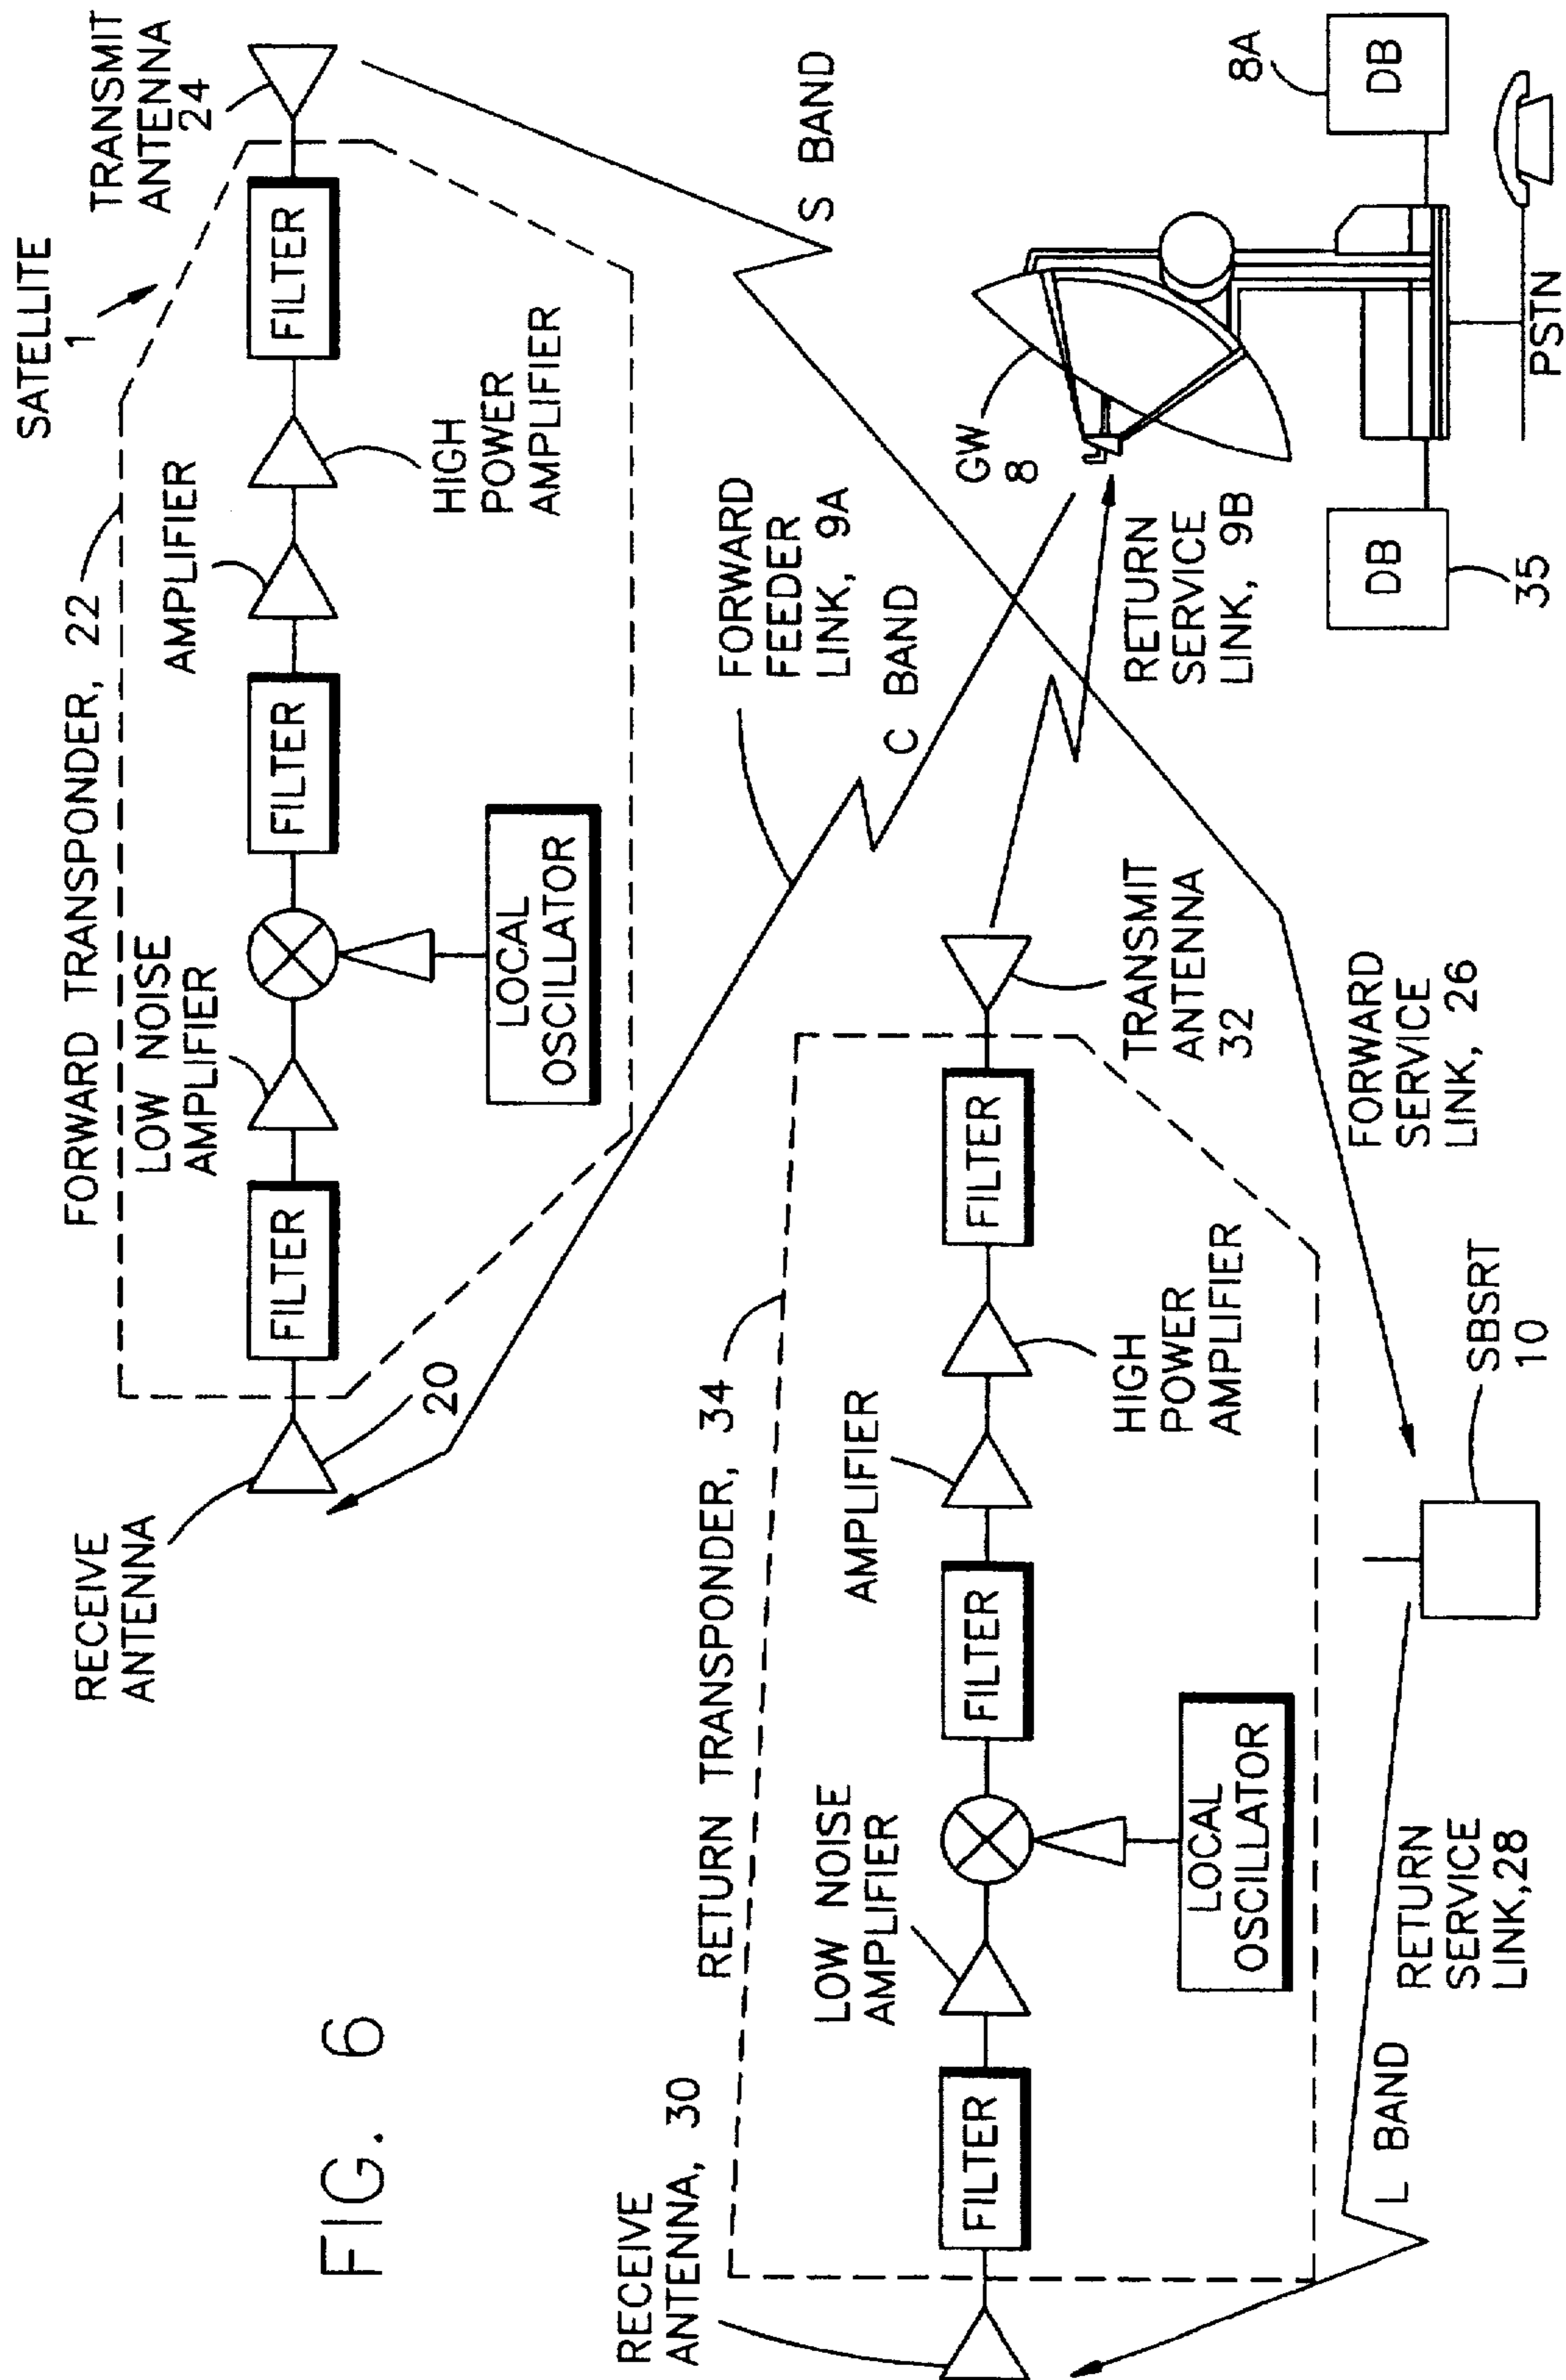 FIG. 6
SATELLITE
1
FORWARD TRANSPONDER, 22
RECEIVE
ANTENNA
20
FILTER
LOW NOISE
AMPLIFIER
LOCAL
OSCILLATOR
FILTER
AMPLIFIER
HIGH
POWER
AMPLIFIER
FILTER
TRANSMIT
ANTENNA
24
S BAND
FORWARD
FEEDER
LINK, 9A
C BAND
RETURN TRANSPONDER, 34
RECEIVE
ANTENNA, 30
FILTER
LOW NOISE
AMPLIFIER
LOCAL
OSCILLATOR
FILTER
AMPLIFIER
HIGH
POWER
AMPLIFIER
FILTER
TRANSMIT
ANTENNA
32
RETURN
SERVICE
LINK, 9B
GW
8
DB
35
DB
8A
PSTN
FORWARD
SERVICE
LINK, 26
SBSRT
10
RETURN
SERVICE
LINK,28
L BAND